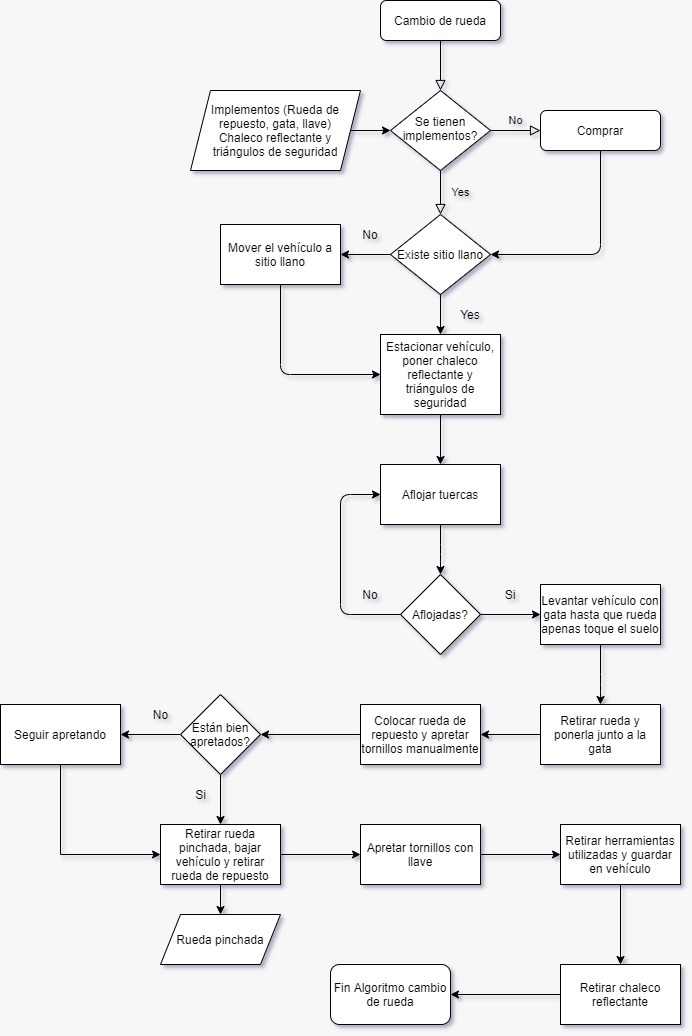 Cambio de rueda
Implementos (Rueda de
repuesto, gata, llave)
Chaleco reflectante y
triángulos de seguridad
Se tienen
implementos?
No
Comprar
Yes
Mover el vehículo a
sitio llano
No
Existe sitio llano
Yes
Estacionar vehículo,
poner chaleco
reflectante y
triángulos de
seguridad
Aflojar tuercas
No
Aflojadas?
Si
Levantar vehículo con
gata hasta que rueda
apenas toque el suelo
Seguir apretando
No
Están bien
apretados?
Colocar rueda de
repuesto y apretar
tornillos manualmente
Retirar rueda y
ponerla junto a la
gata
Si
Retirar rueda
pinchada, bajar
vehículo y retirar
rueda de repuesto
Apretar tornillos con
llave
Retirar herramientas
utilizadas y guardar
en vehículo
Rueda pinchada
Fin Algoritmo cambio
de rueda
Retirar chaleco
reflectante